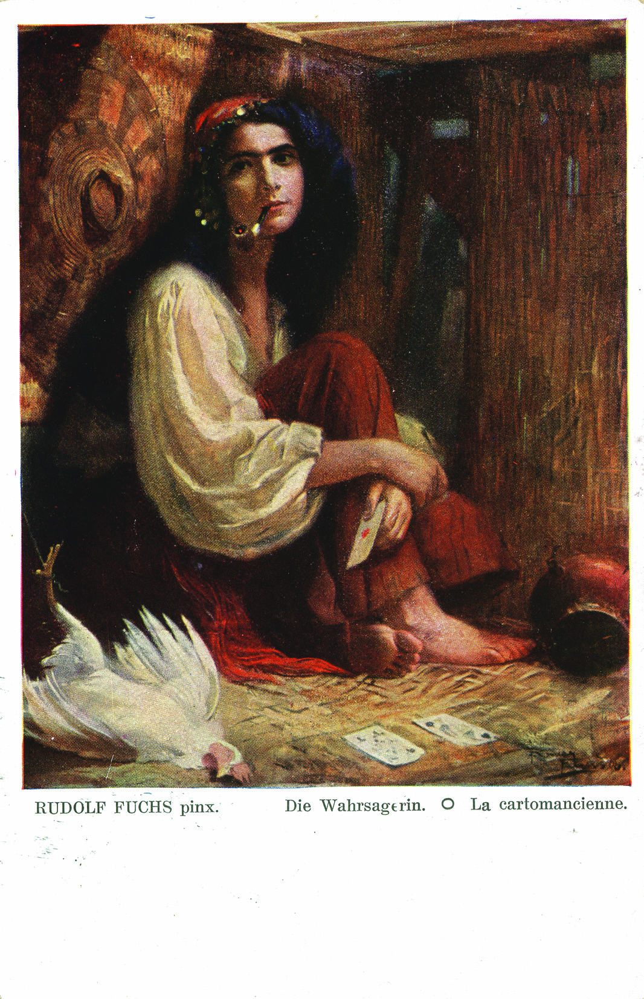 RUDOLF FUCHS pinx. Die Wahrsagerin. O La cartomancienne.